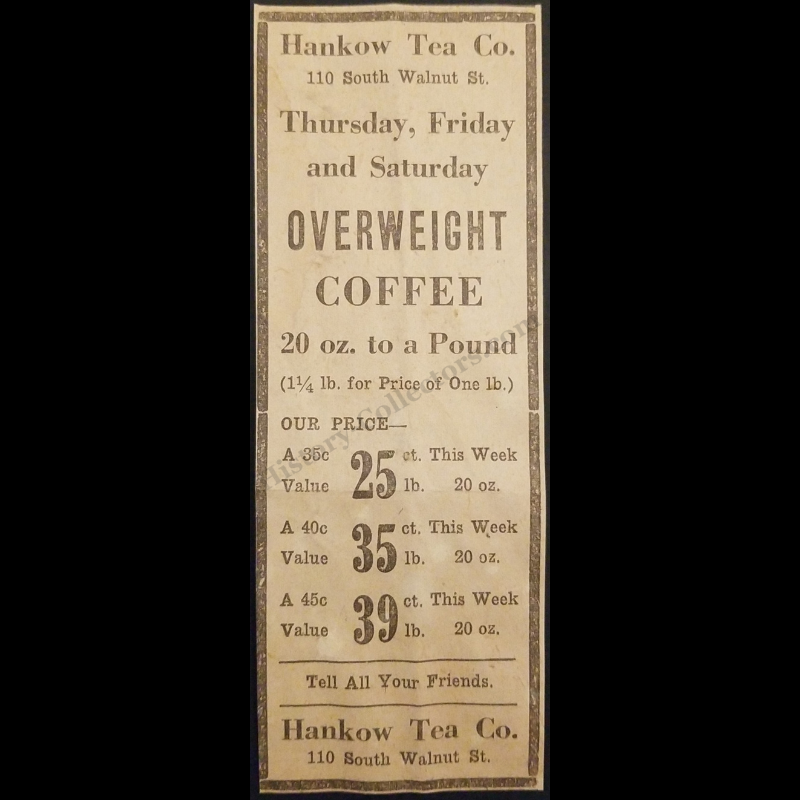 Hankow Tea Co.
110 South Walnut St.
Thursday, Friday
and Saturday
OVERWEIGHT
COFFEE
20 oz. to a Pound
(1¼ lb. for Price of One lb.)
OUR PRICE—
A 35c 25 ct. This Week
Value lb. 20 oz.
A 40c 35 ct. This Week
Value lb. 20 oz.
A 45c 39 ct. This Week
Value lb. 20 oz.
Tell All Your Friends.
Hankow Tea Co.
110 South Walnut St.
History-Collectors.com